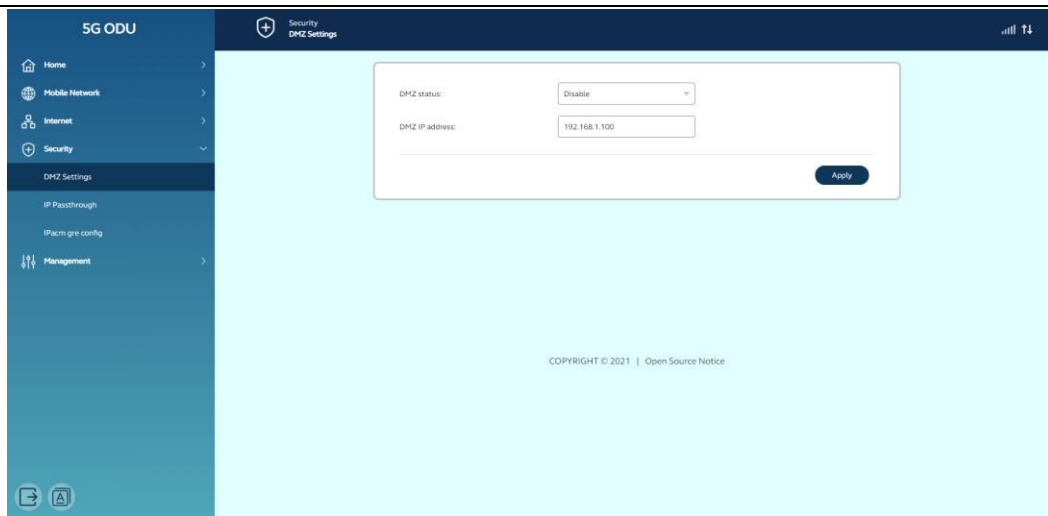 5G ODU
Security
DMZ Settings
Home
Mobile Network
Internet
Security
DMZ Settings
IP Passthrough
IPacm gre config
Management
DMZ status:
Disable
DMZ IP address:
192.168.1.100
Apply
COPYRIGHT © 2021 | Open Source Notice
A